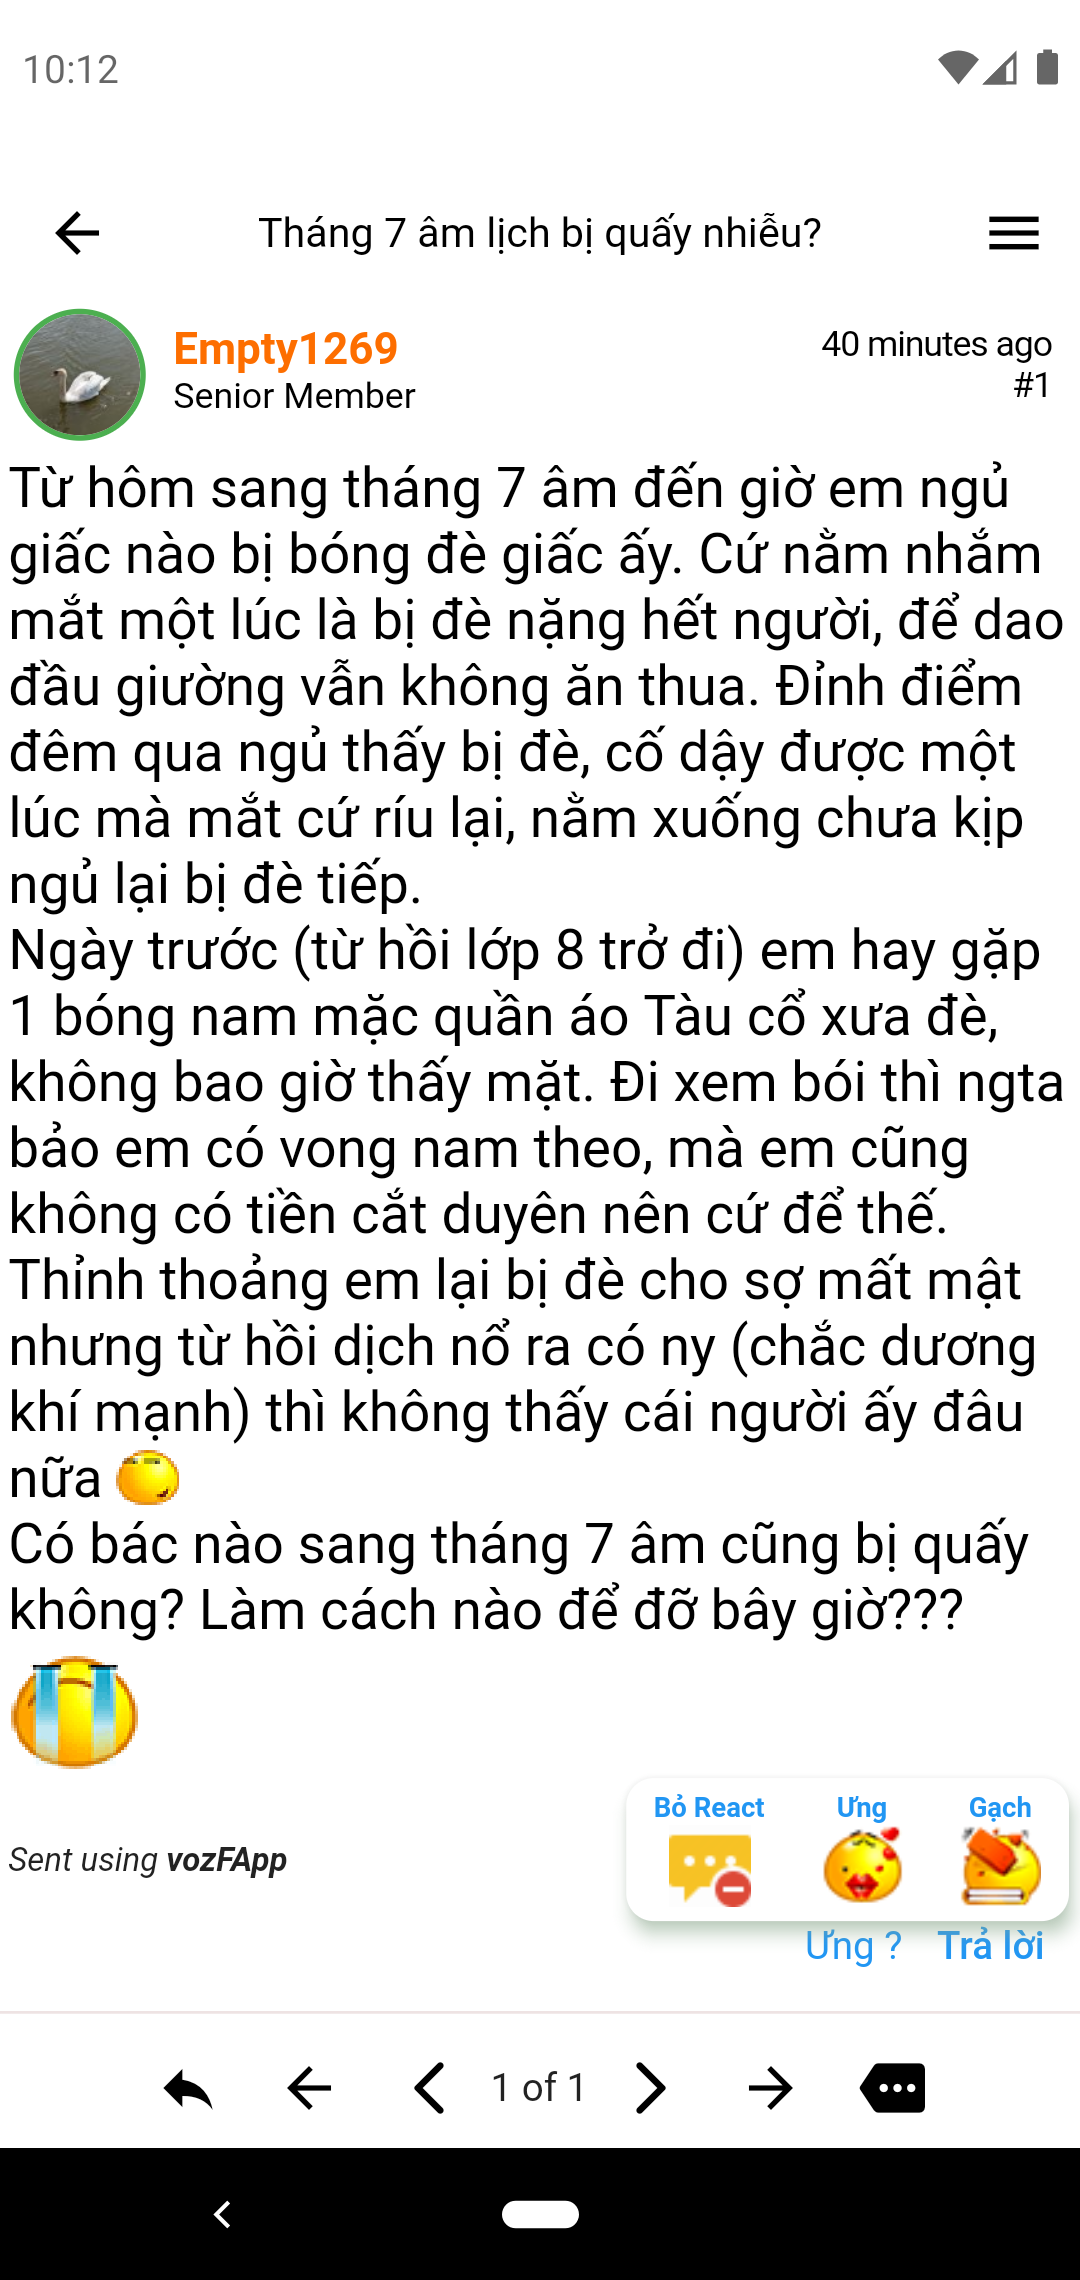 10:12
Tháng 7 âm lịch bị quấy nhiễu?
Empty1269
Senior Member
40 minutes ago
#1
Từ hôm sang tháng 7 âm đến giờ em ngủ
giấc nào bị bóng đè giấc ấy. Cứ nằm nhắm
mắt một lúc là bị đè nặng hết người, để dao
đầu giường vẫn không ăn thua. Đỉnh điểm
đêm qua ngủ thấy bị đè, cố dậy được một
lúc mà mắt cứ ríu lại, nằm xuống chưa kịp
ngủ lại bị đè tiếp.
Ngày trước (từ hồi lớp 8 trở đi) em hay gặp
1 bóng nam mặc quần áo Tàu cổ xưa đè,
không bao giờ thấy mặt. Đi xem bói thì ngta
bảo em có vong nam theo, mà em cũng
không có tiền cắt duyên nên cứ để thế.
Thỉnh thoảng em lại bị đè cho sợ mất mật
nhưng từ hồi dịch nổ ra có ny (chắc dương
khí mạnh) thì không thấy cái người ấy đâu
nữa
Có bác nào sang tháng 7 âm cũng bị quấy
không? Làm cách nào để đỡ bây giờ???
Bỏ React Ưng Gạch
Sent using vozFApp
Ưng ? Trả lời
1 of 1